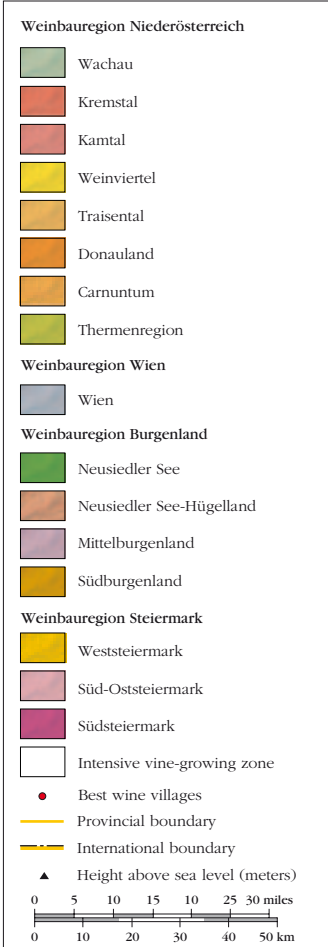 Weinbauregion Niederösterreich
Wachau
Kremstal
Kamtal
Weinviertel
Traisental
Donauland
Carnuntum
Thermenregion
Weinbauregion Wien
Wien
Weinbauregion Burgenland
Neusiedler See
Neusiedler See-Hügelland
Mittelburgenland
Südburgenland
Weinbauregion Steiermark
Weststeiermark
Süd-Oststeiermark
Südsteiermark
Intensive vine-growing zone
Best wine villages
Provincial boundary
International boundary
Height above sea level (meters)
0 5 10 15 10 25 30 miles
0 10 20 30 40 50 km